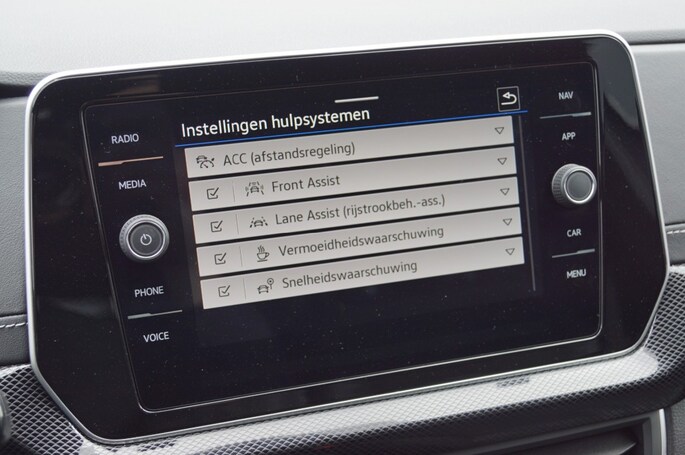 RADIO
MEDIA
PHONE
VOICE
Instellingen hulpsystemen
ACC (afstandsregeling)
Front Assist
Lane Assist (rijstrookbeh.-ass.)
Vermoeidheidswaarschuwing
Snelheidswaarschuwing
NAV
APP
CAR
MENU